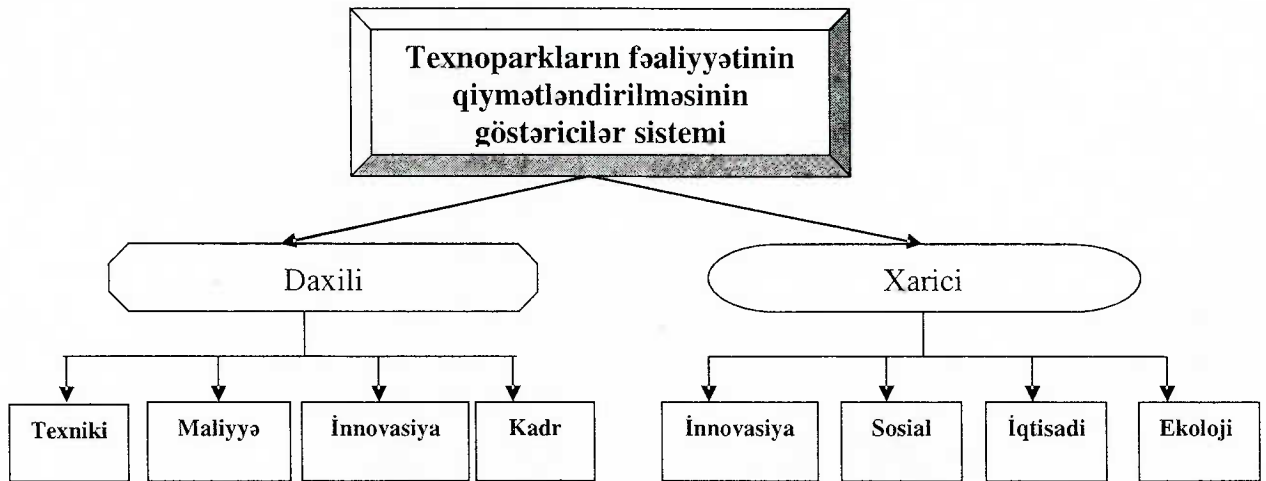 Texnoparkların fəaliyyətinin
qiymətləndirilməsinin
göstəricilər sistemi
Daxili
Xarici
Texniki
Maliyyə
İnnovasiya
Kadr
İnnovasiya
Sosial
İqtisadi
Ekoloji